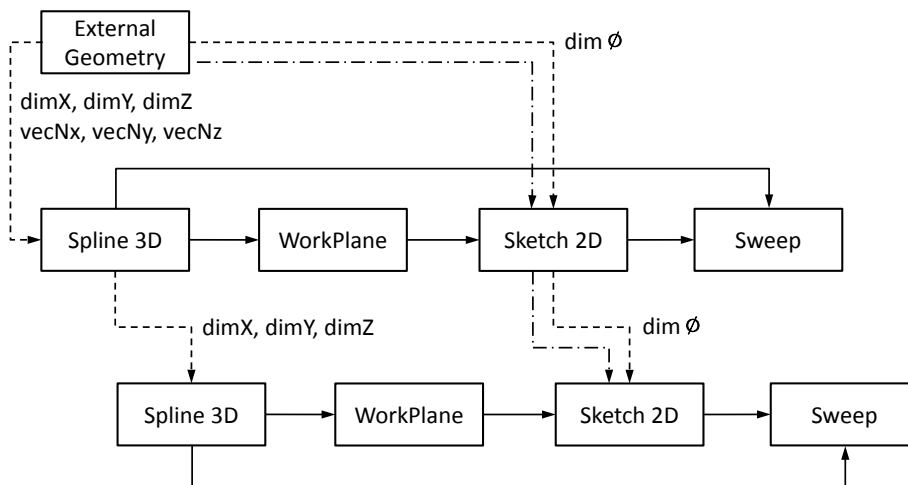 External
Geometry
dim ∅
dimX, dimY, dimZ
vecNx, vecNy, vecNz
Spline 3D
WorkPlane
Sketch 2D
Sweep
dimX, dimY, dimZ
dim ∅
Spline 3D
WorkPlane
Sketch 2D
Sweep